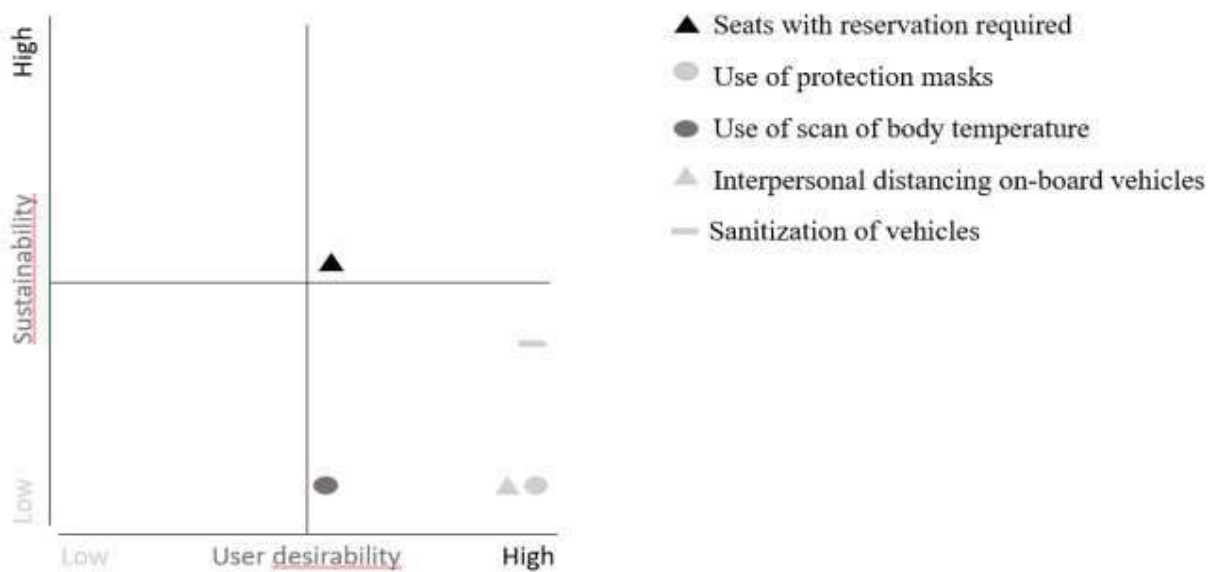 High
Sustainability
Low
Low
User desirability
High
Seats with reservation required
Use of protection masks
Use of scan of body temperature
Interpersonal distancing on-board vehicles
Sanitization of vehicles